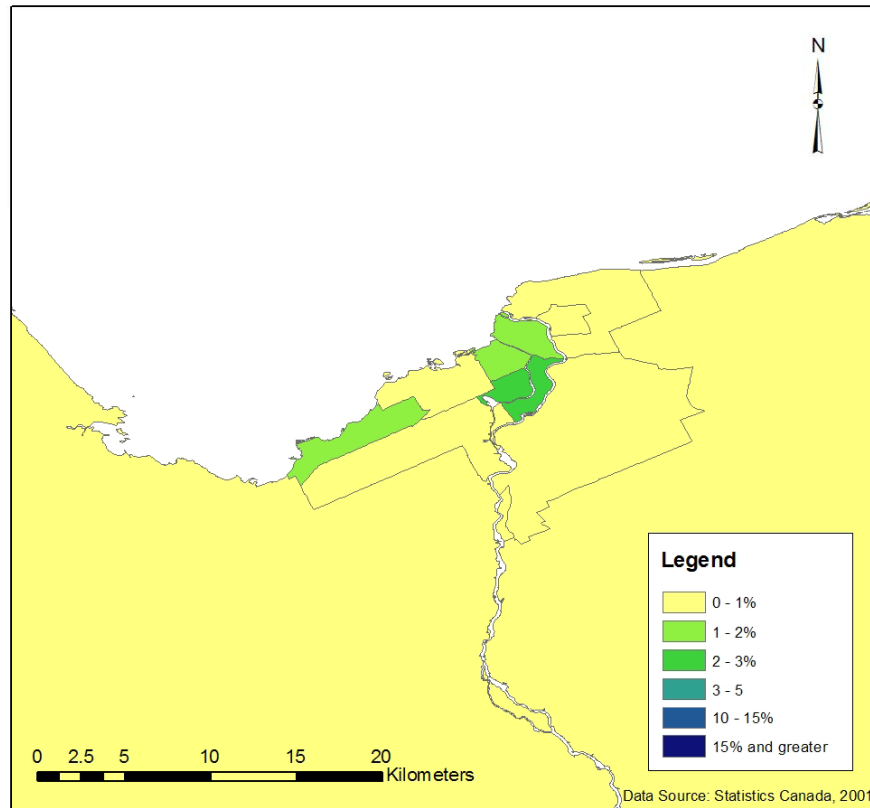 N
Legend
0 - 1%
1 - 2%
2 - 3%
3 - 5
10 - 15%
15% and greater
0 2.5 5 10 15 20
Kilometers
Data Source: Statistics Canada, 2001